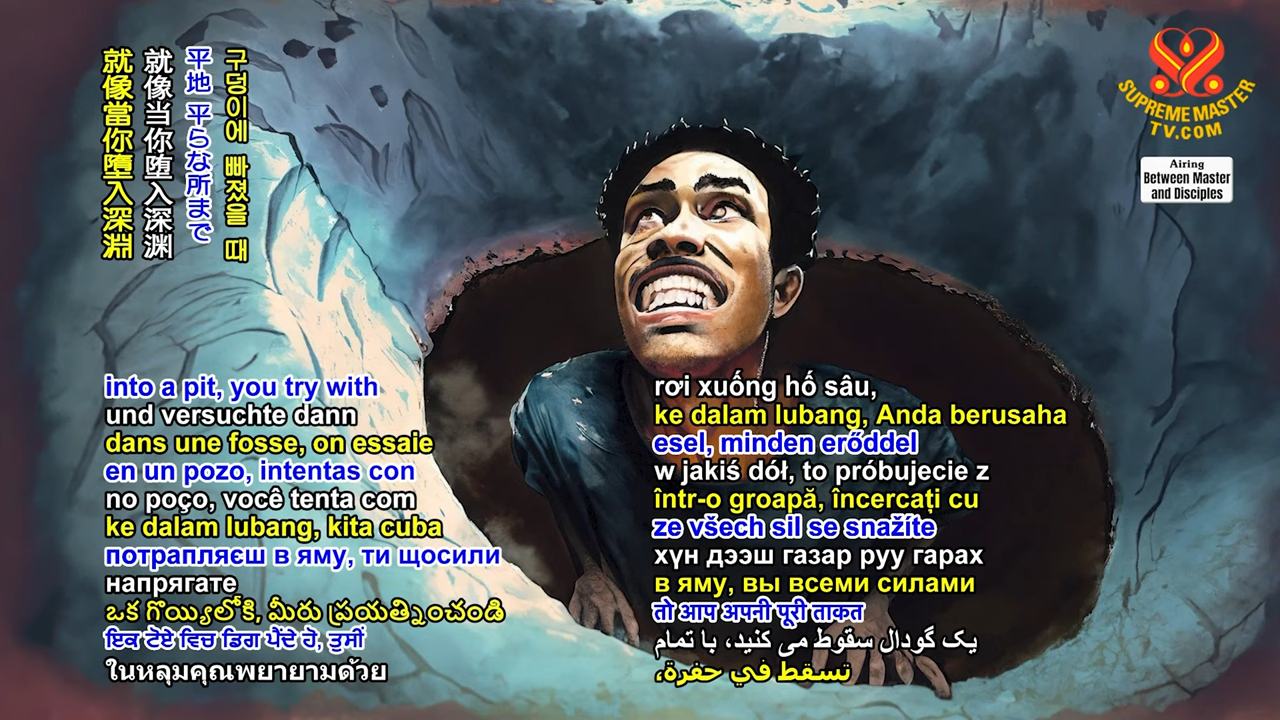 就像當你墮入深淵
就像当你堕入深渊
平地 平らな所まで
구덩이에 빠졌을 때
SUPREME MASTER
TV.COM
Airing
Between Master
and Disciples
into a pit, you try with
und versuchte dann
dans une fosse, on essaie
en un pozo, intentas con
no poço, você tenta com
ke dalam lubang, kita cuba
потрапляєш в яму, ти щосили
напрягате
ఒక గొయ్యిలోకి, మీరు ప్రయత్నించండి
ਇਕ ਟੋਏ ਵਿਚ ਡਿਗ ਪੈਂਦੇ ਹੋ, ਤੁਸੀਂ
ในหลุมคุณพยายามด้วย
rơi xuống hố sâu,
ke dalam lubang, Anda berusaha
esel, minden erőddel
w jakiś dół, to próbujecie z
într-o groapă, încercați cu
ze všech sil se snažíte
хүн дээш газар руу гарах
в яму, вы всеми силами
तो आप अपनी पूरी ताकत
یک گودال سقوط می کنید، با تمام
تسقط في حفرة،